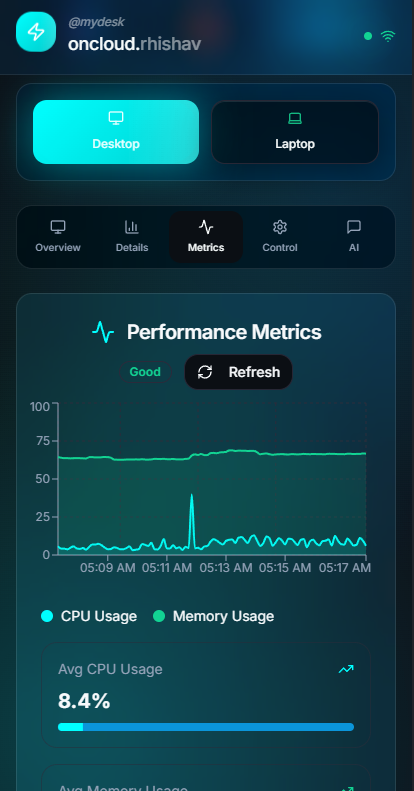 @mydesk
oncloud.rhishav
Desktop Laptop
Overview Details Metrics Control AI
Performance Metrics
Good Refresh
100
75
50
25
0
05:09 AM 05:11 AM 05:13 AM 05:15 AM 05:17 AM
CPU Usage Memory Usage
Avg CPU Usage
8.4%
Avg Memory Usage